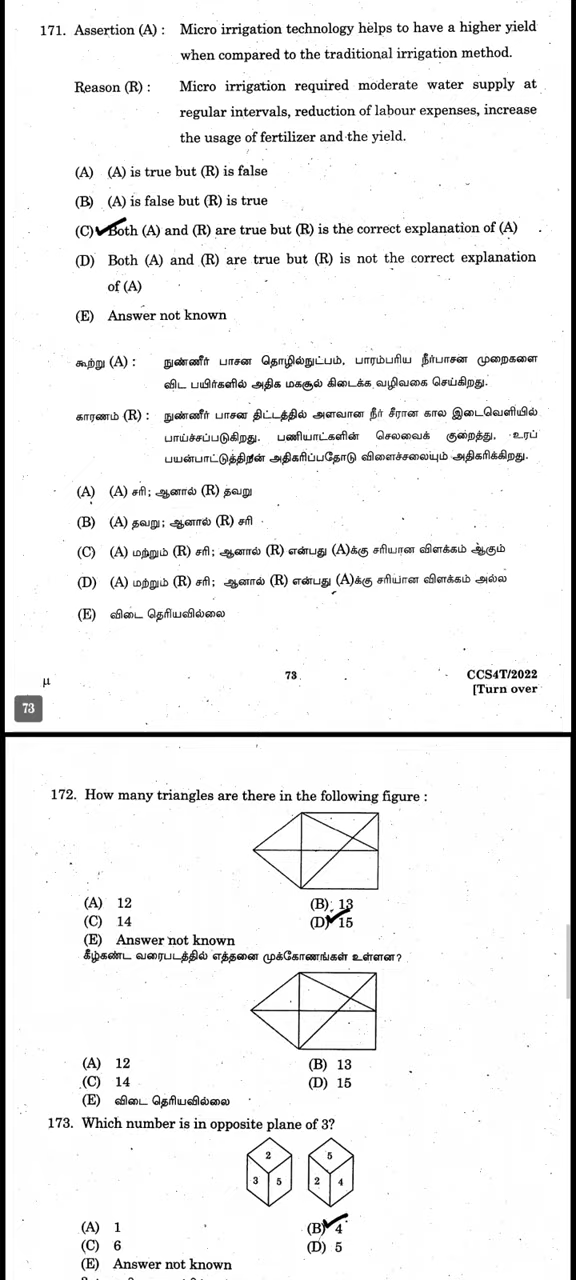 171. Assertion (A) : Micro irrigation technology helps to have a higher yield
when compared to the traditional irrigation method.
Reason (R) : Micro irrigation required moderate water supply at
regular intervals, reduction of labour expenses, increase
the usage of fertilizer and the yield.
(A) (A) is true but (R) is false
(B) (A) is false but (R) is true
(C) Both (A) and (R) are true but (R) is the correct explanation of (A)
(D) Both (A) and (R) are true but (R) is not the correct explanation
of (A)
(E) Answer not known
கூற்று (A) : நுண்ணீர் பாசன தொழில்நுட்பம், பாரம்பரிய நீர்பாசன முறைகளை
விட பயிர்களில் அதிக மகசூல் கிடைக்க வழிவகை செய்கிறது.
காரணம் (R) : நுண்ணீர் பாசன திட்டத்தில் அளவான நீர் சீரான கால இடைவெளியில்
பாய்ச்சப்படுகிறது. பணியாட்களின் செலவைக் குறைத்து, உரப்
பயன்பாட்டுத்திறன் அதிகரிப்பதோடு விளைச்சலையும் அதிகரிக்கிறது.
(A) (A) சரி; ஆனால் (R) தவறு
(B) (A) தவறு; ஆனால் (R) சரி
(C) (A) மற்றும் (R) சரி; ஆனால் (R) என்பது (A)க்கு சரியான விளக்கம் ஆகும்
(D) (A) மற்றும் (R) சரி; ஆனால் (R) என்பது (A)க்கு சரியான விளக்கம் அல்ல
(E) விடை தெரியவில்லை
µ 73 CCS4T/2022
[Turn over
73
172. How many triangles are there in the following figure :
(A) 12 (B) 13
(C) 14 (D) 15
(E) Answer not known
கீழ்கண்ட வரைபடத்தில் எத்தனை முக்கோணங்கள் உள்ளன?
(A) 12 (B) 13
(C) 14 (D) 15
(E) விடை தெரியவில்லை
173. Which number is in opposite plane of 3?
2 5
3 5 2 4
(A) 1 (B) 4
(C) 6 (D) 5
(E) Answer not known